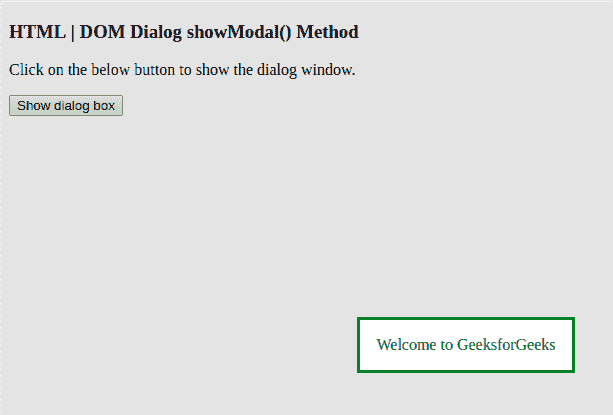 HTML | DOM Dialog showModal() Method
Click on the below button to show the dialog window.
Show dialog box
Welcome to GeeksforGeeks